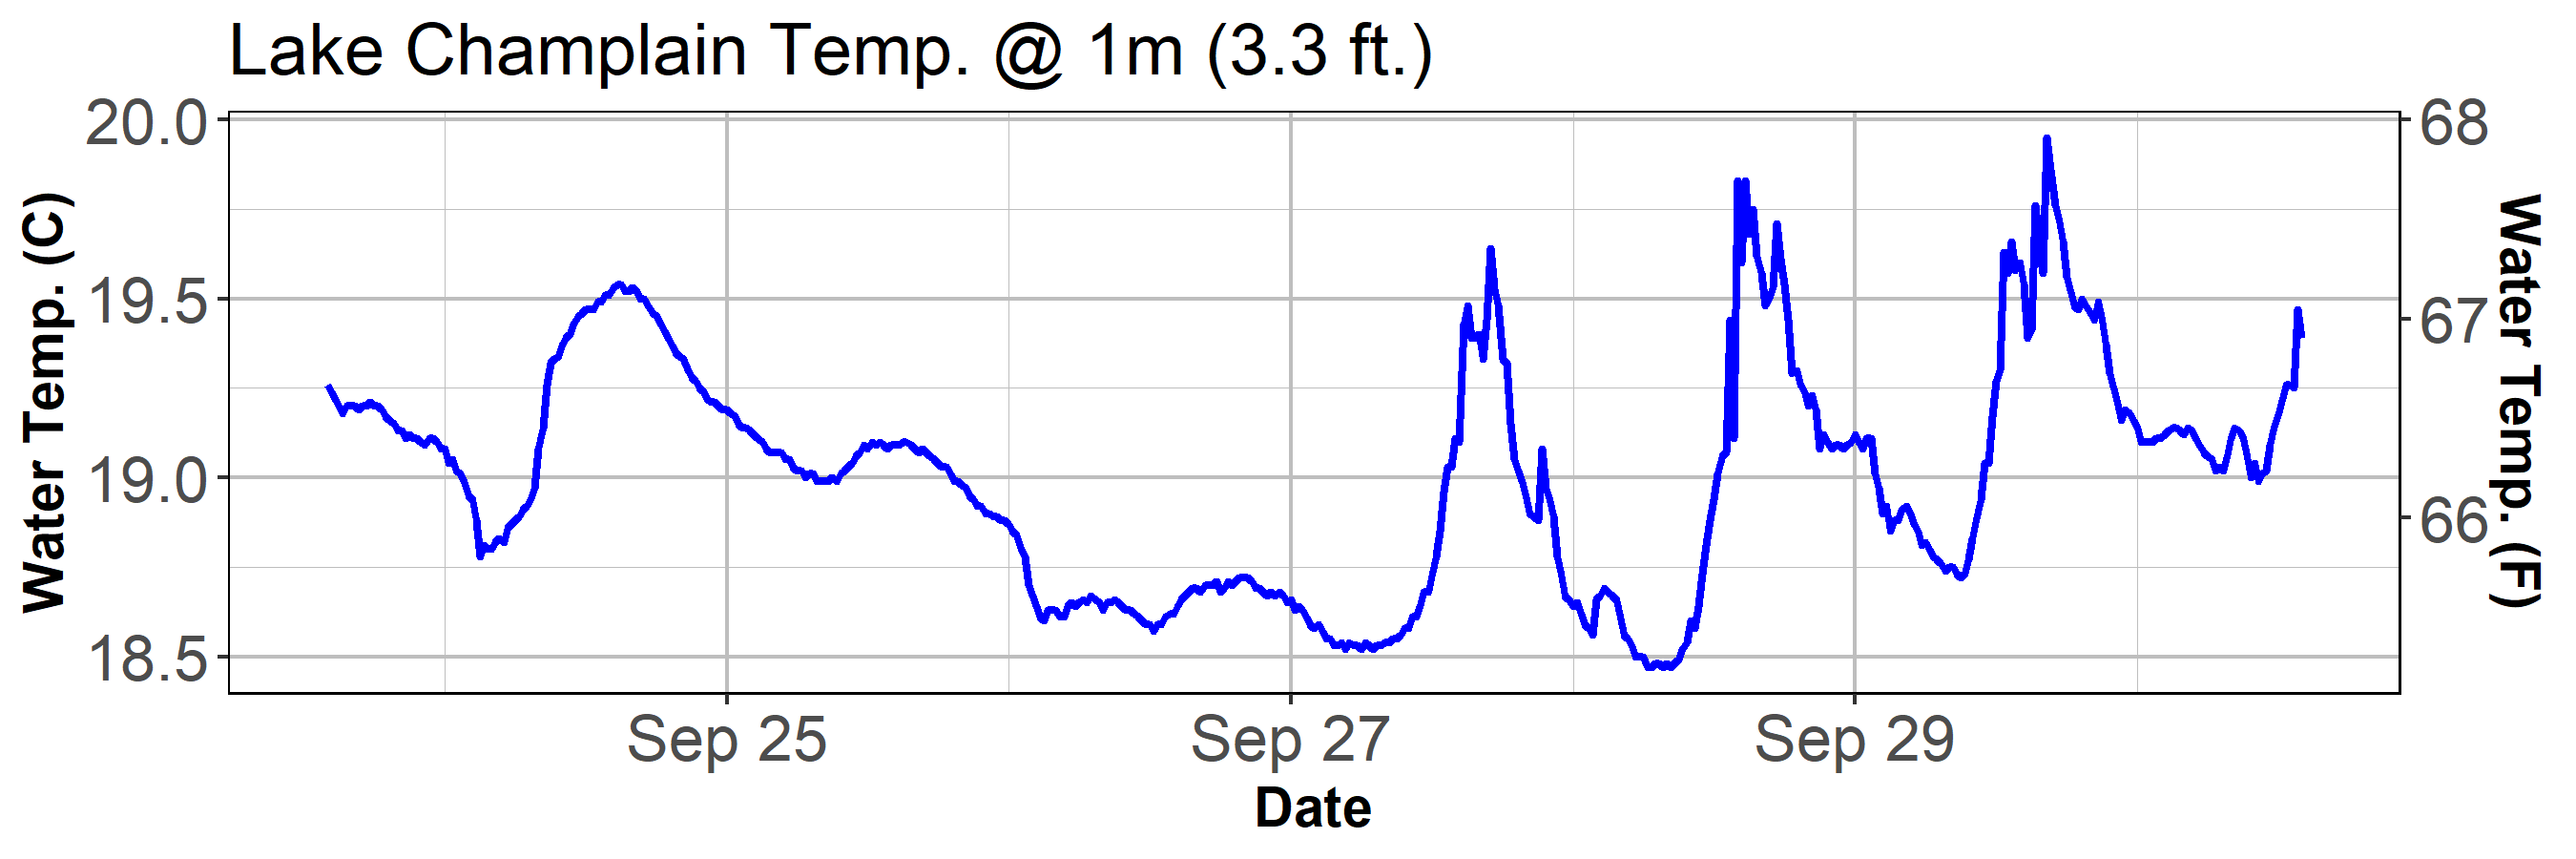 Lake Champlain Temp. @ 1m (3.3 ft.)
20.0
19.5
19.0
18.5
Water Temp. (C)
68
67
66
Water Temp. (F)
Sep 25
Sep 27
Sep 29
Date